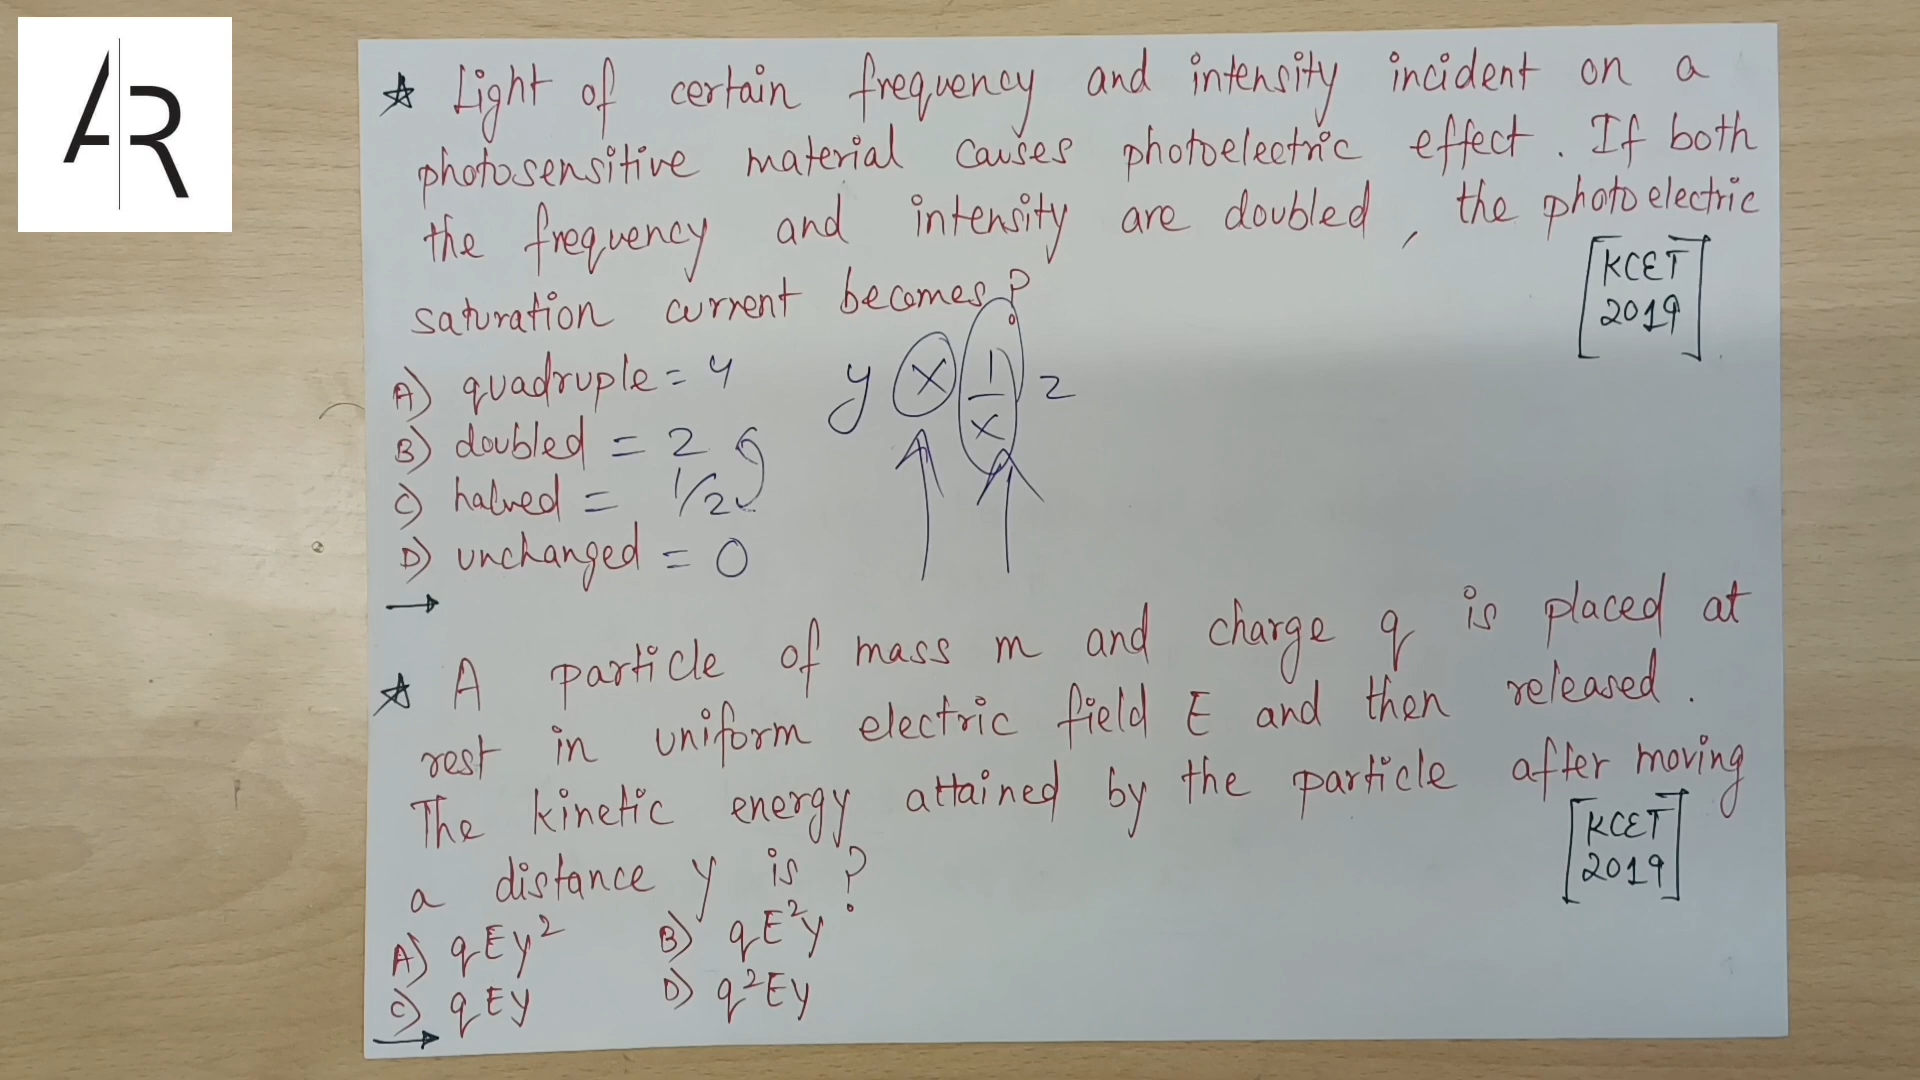 AR
☆ Light of certain frequency and intensity incident on a
photosensitive material causes photoelectric effect. If both
the frequency and intensity are doubled, the photoelectric
saturation current becomes?
[KCET
2019]
A) quadruple = 4
B) doubled = 2
C) halved = 1/2
D) unchanged = 0
y x 1/x 2
→
☆ A particle of mass m and charge q is placed at
rest in uniform electric field E and then released.
The kinetic energy attained by the particle after moving
a distance y is?
[KCET
2019]
A) qEy² B) qE²y
C) qEy D) q²Ey
→